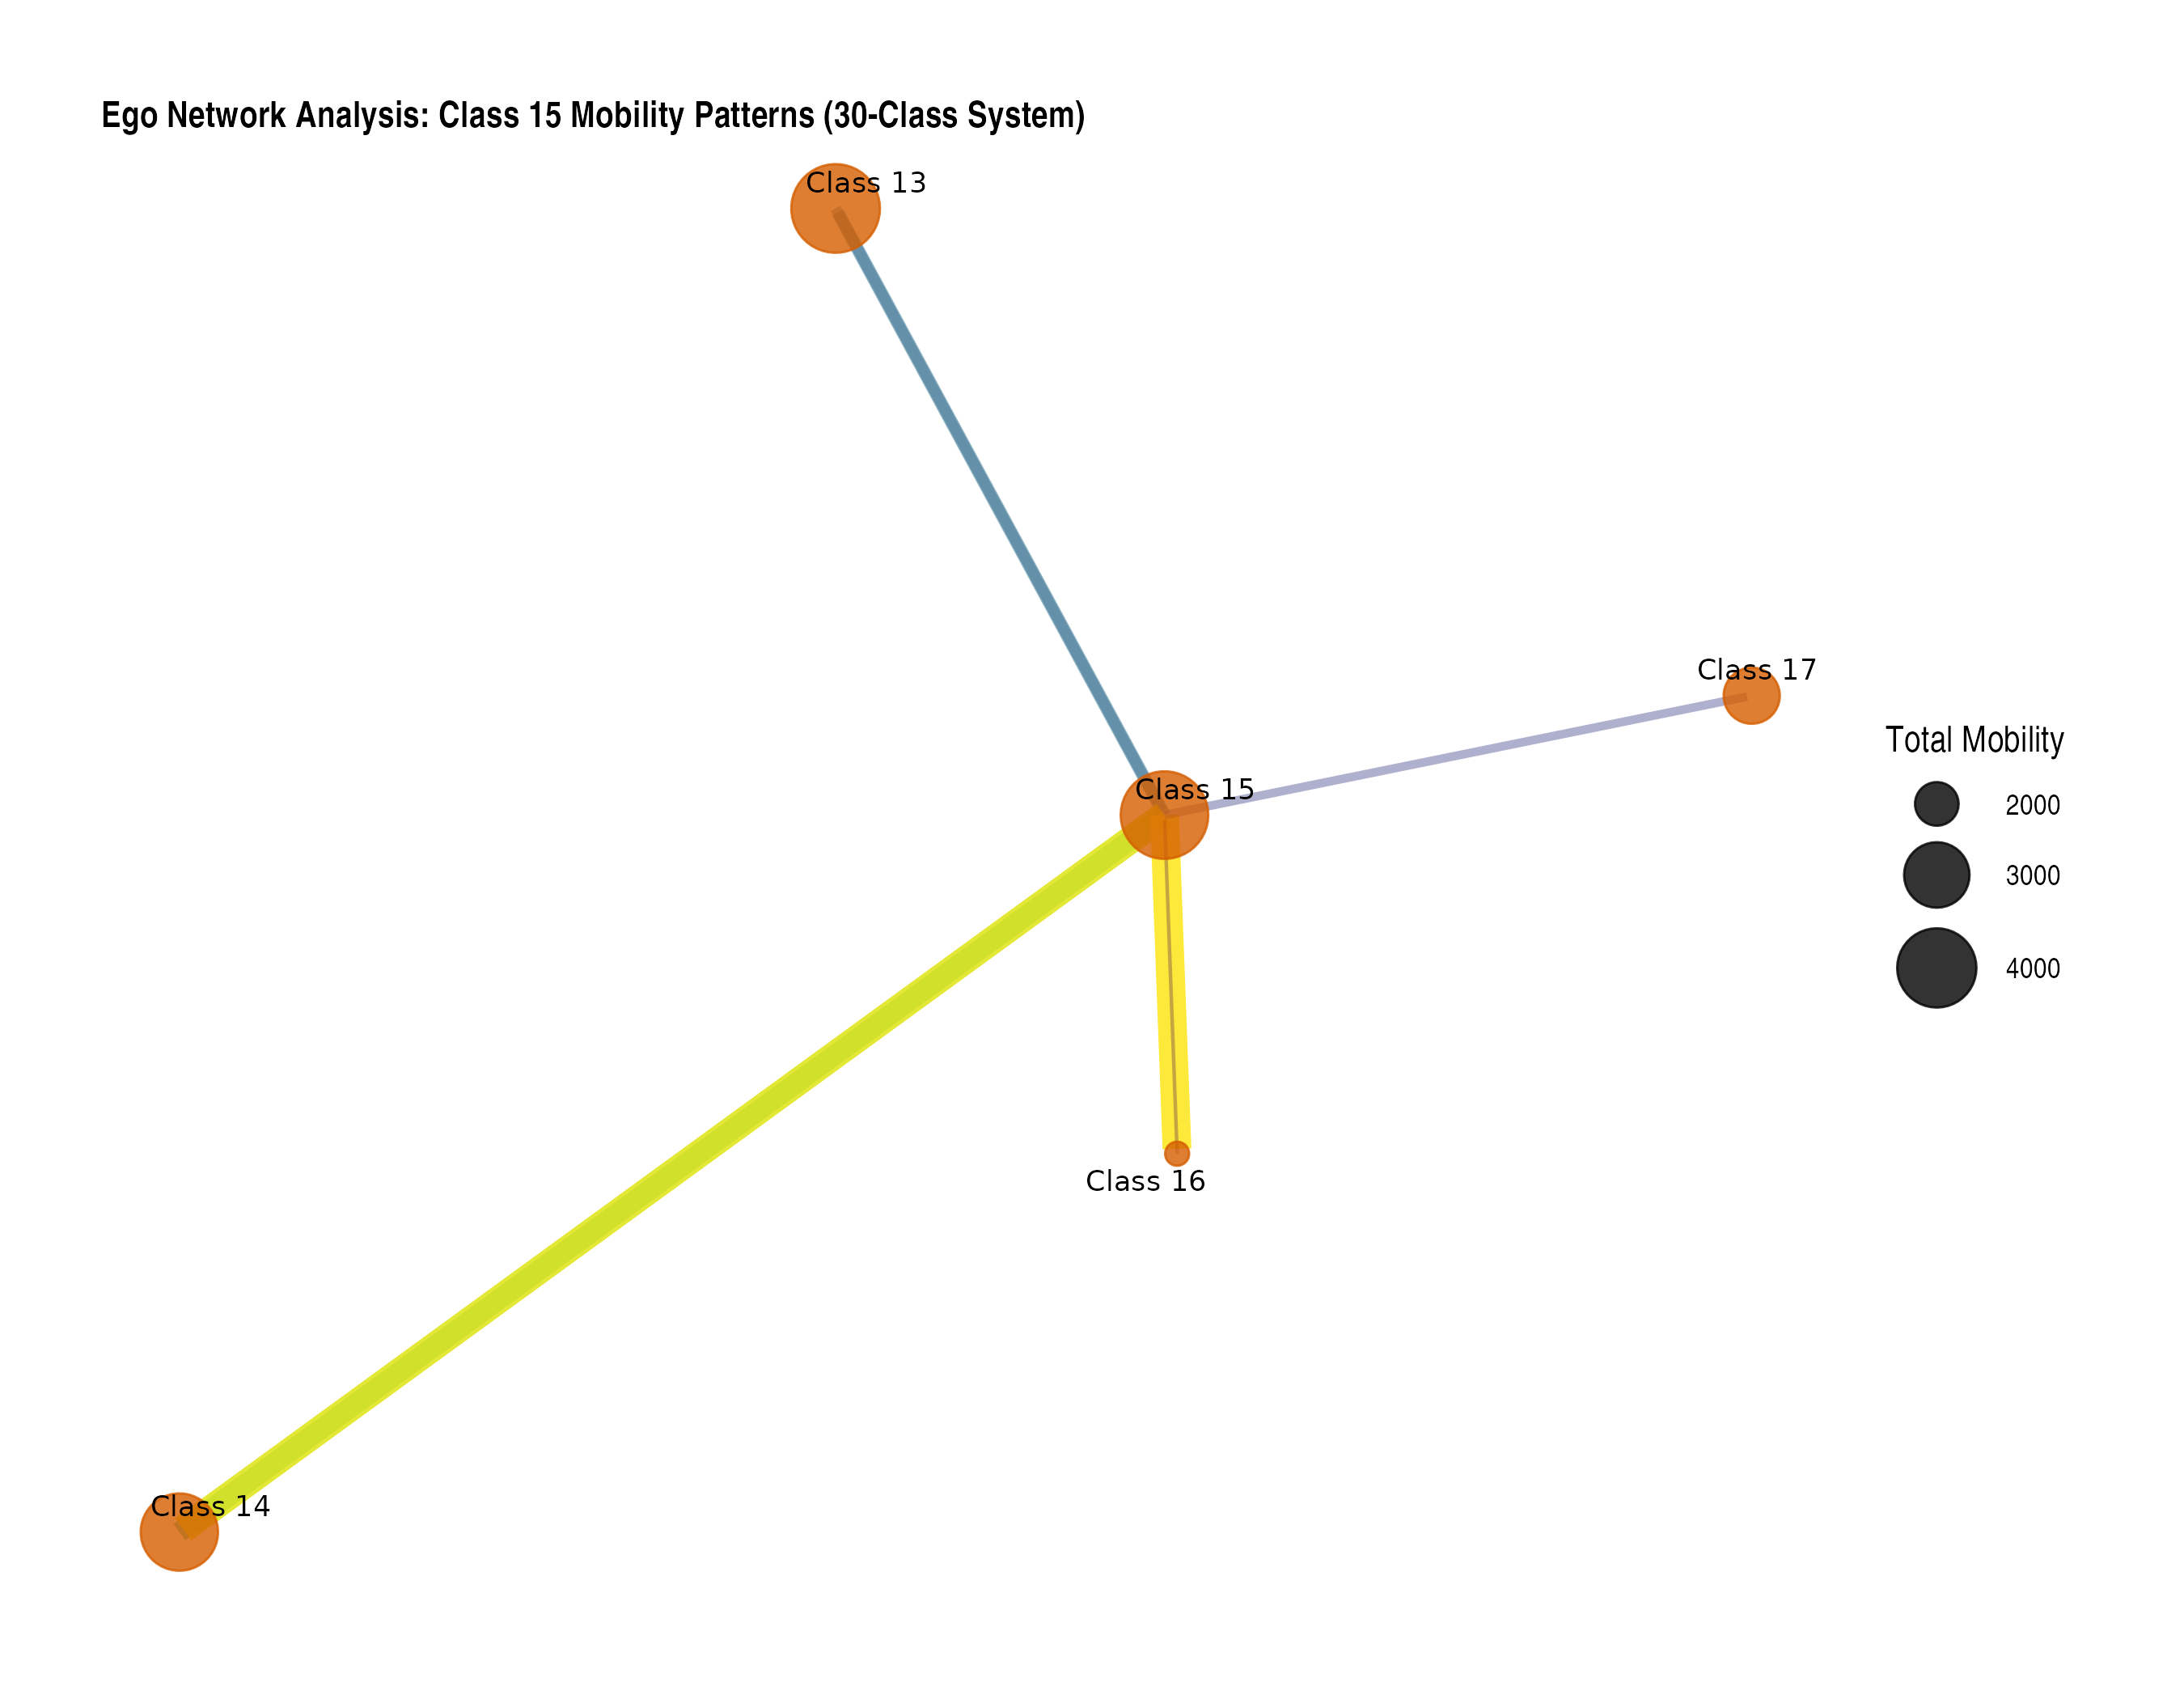 Ego Network Analysis: Class 15 Mobility Patterns (30-Class System)
Class 13
Class 17
Total Mobility
Class 15
2000
3000
4000
Class 16
Class 14